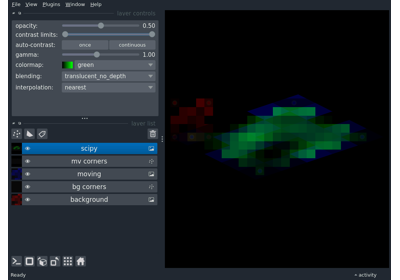 File View Plugins Window Help
layer controls
opacity: 0.50
contrast limits:
auto-contrast: once continuous
gamma: 1.00
colormap: green
blending: translucent_no_depth
interpolation: nearest
layer list
scipy
mv corners
moving
bg corners
background
Ready
activity